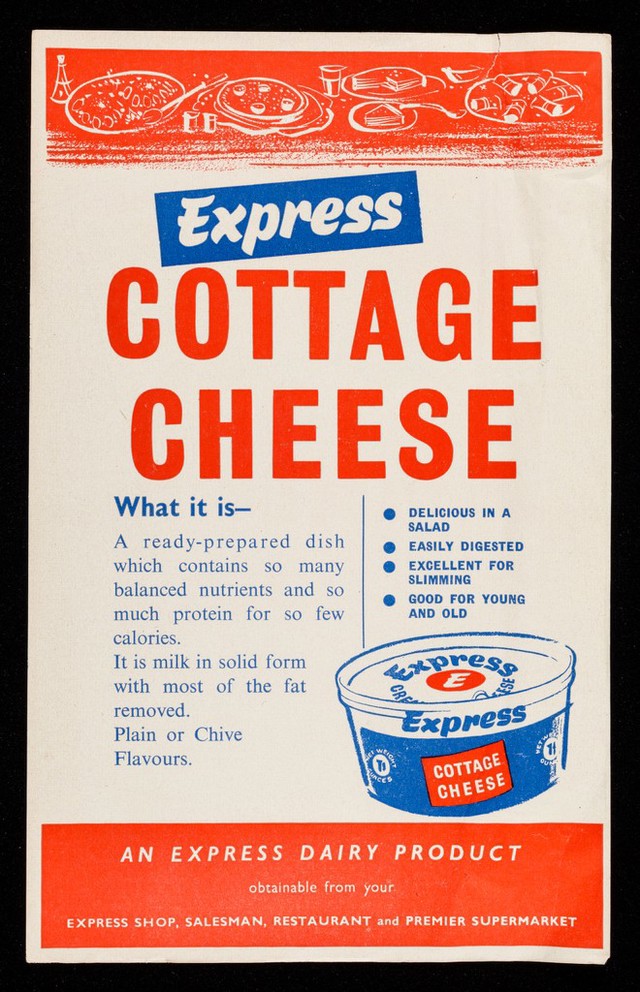 Express
COTTAGE
CHEESE
What it is—
A ready-prepared dish
which contains so many
balanced nutrients and so
much protein for so few
calories.
It is milk in solid form
with most of the fat
removed.
Plain or Chive
Flavours.
● DELICIOUS IN A
SALAD
● EASILY DIGESTED
● EXCELLENT FOR
SLIMMING
● GOOD FOR YOUNG
AND OLD
Express
E
Express
COTTAGE
CHEESE
AN EXPRESS DAIRY PRODUCT
obtainable from your
EXPRESS SHOP, SALESMAN, RESTAURANT and PREMIER SUPERMARKET